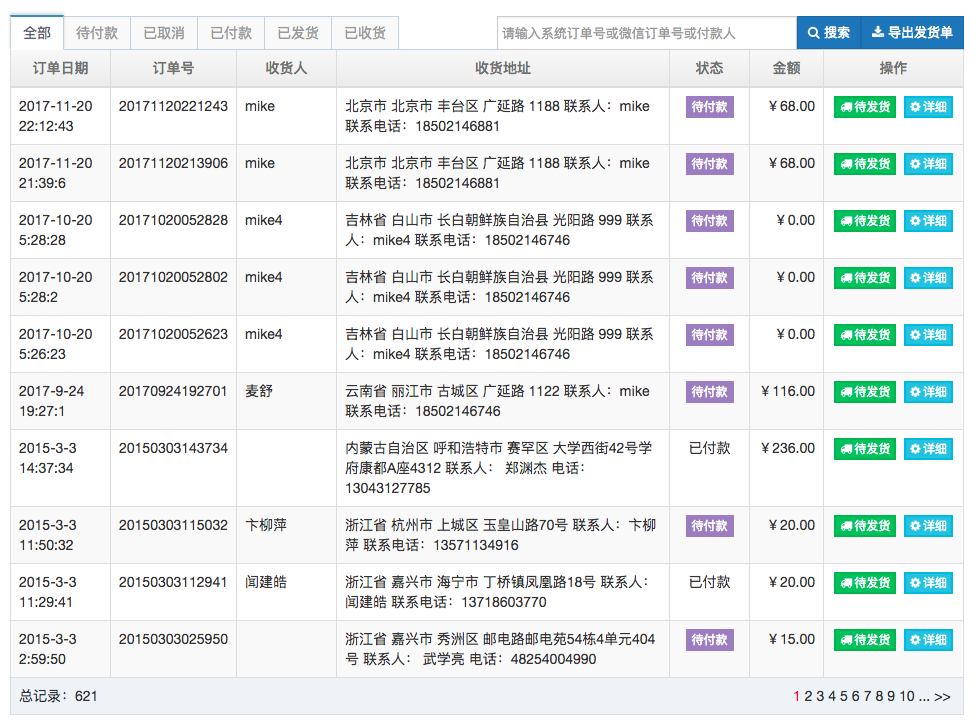 全部 待付款 已取消 已付款 已发货 已收货 请输入系统订单号或微信订单号或付款人 搜索 导出发货单
订单日期 订单号 收货人 收货地址 状态 金额 操作
2017-11-20 20171120221243 mike 北京市 北京市 丰台区 广延路 1188 联系人：mike 待付款 ￥68.00 待发货 详细
22:12:43 联系电话：18502146881
2017-11-20 20171120213906 mike 北京市 北京市 丰台区 广延路 1188 联系人：mike 待付款 ￥68.00 待发货 详细
21:39:6 联系电话：18502146881
2017-10-20 20171020052828 mike4 吉林省 白山市 长白朝鲜族自治县 光阳路 999 联系 待付款 ￥0.00 待发货 详细
5:28:28 人：mike4 联系电话：18502146746
2017-10-20 20171020052802 mike4 吉林省 白山市 长白朝鲜族自治县 光阳路 999 联系 待付款 ￥0.00 待发货 详细
5:28:2 人：mike4 联系电话：18502146746
2017-10-20 20171020052623 mike4 吉林省 白山市 长白朝鲜族自治县 光阳路 999 联系 待付款 ￥0.00 待发货 详细
5:26:23 人：mike4 联系电话：18502146746
2017-9-24 20170924192701 麦舒 云南省 丽江市 古城区 广延路 1122 联系人：mike 待付款 ￥116.00 待发货 详细
19:27:1 联系电话：18502146746
2015-3-3 20150303143734 内蒙古自治区 呼和浩特市 赛罕区 大学西街42号学 已付款 ￥236.00 待发货 详细
14:37:34 府康都A座4312 联系人： 郑渊杰 电话：
13043127785
2015-3-3 20150303115032 卞柳萍 浙江省 杭州市 上城区 玉皇山路70号 联系人：卞柳 待付款 ￥20.00 待发货 详细
11:50:32 萍 联系电话：13571134916
2015-3-3 20150303112941 闻建皓 浙江省 嘉兴市 海宁市 丁桥镇凤凰路18号 联系人： 已付款 ￥20.00 待发货 详细
11:29:41 闻建皓 联系电话：13718603770
2015-3-3 20150303025950 浙江省 嘉兴市 秀洲区 邮电路邮电苑54栋4单元404 待付款 ￥15.00 待发货 详细
2:59:50 号 联系人： 武学亮 电话：48254004990
总记录：621 1 2 3 4 5 6 7 8 9 10 ... >>